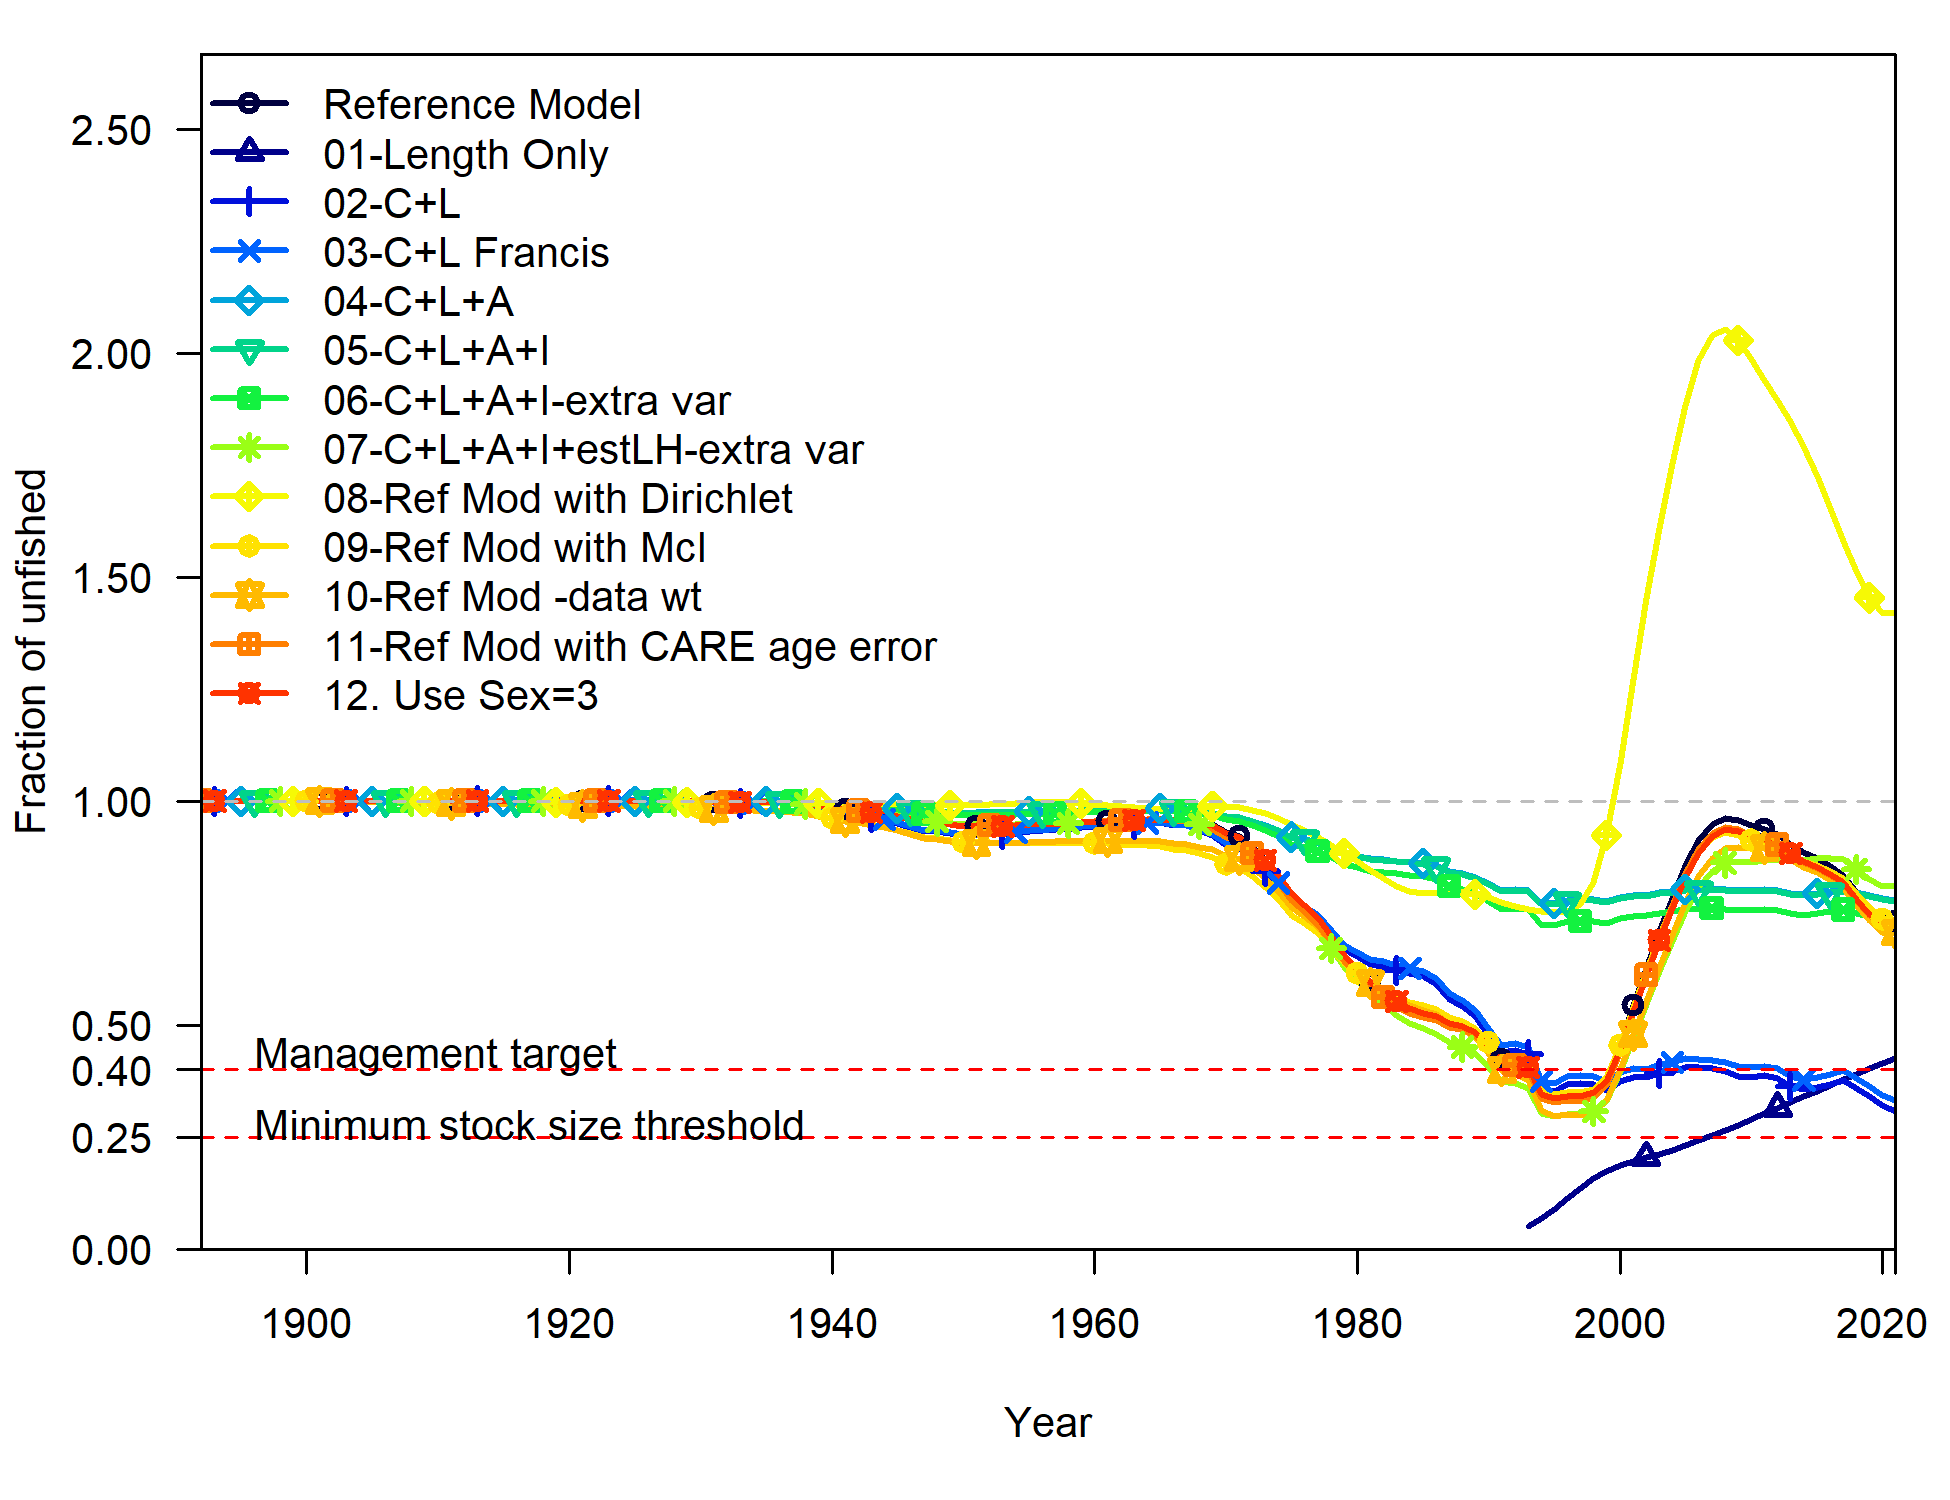 Reference Model
01-Length Only
02-C+L
03-C+L Francis
04-C+L+A
05-C+L+A+I
06-C+L+A+I-extra var
07-C+L+A+I+estLH-extra var
08-Ref Mod with Dirichlet
09-Ref Mod with McI
10-Ref Mod -data wt
11-Ref Mod with CARE age error
12. Use Sex=3
2.50
2.00
1.50
1.00
0.50
0.40
0.25
0.00
Fraction of unfished
Management target
Minimum stock size threshold
1900 1920 1940 1960 1980 2000 2020
Year